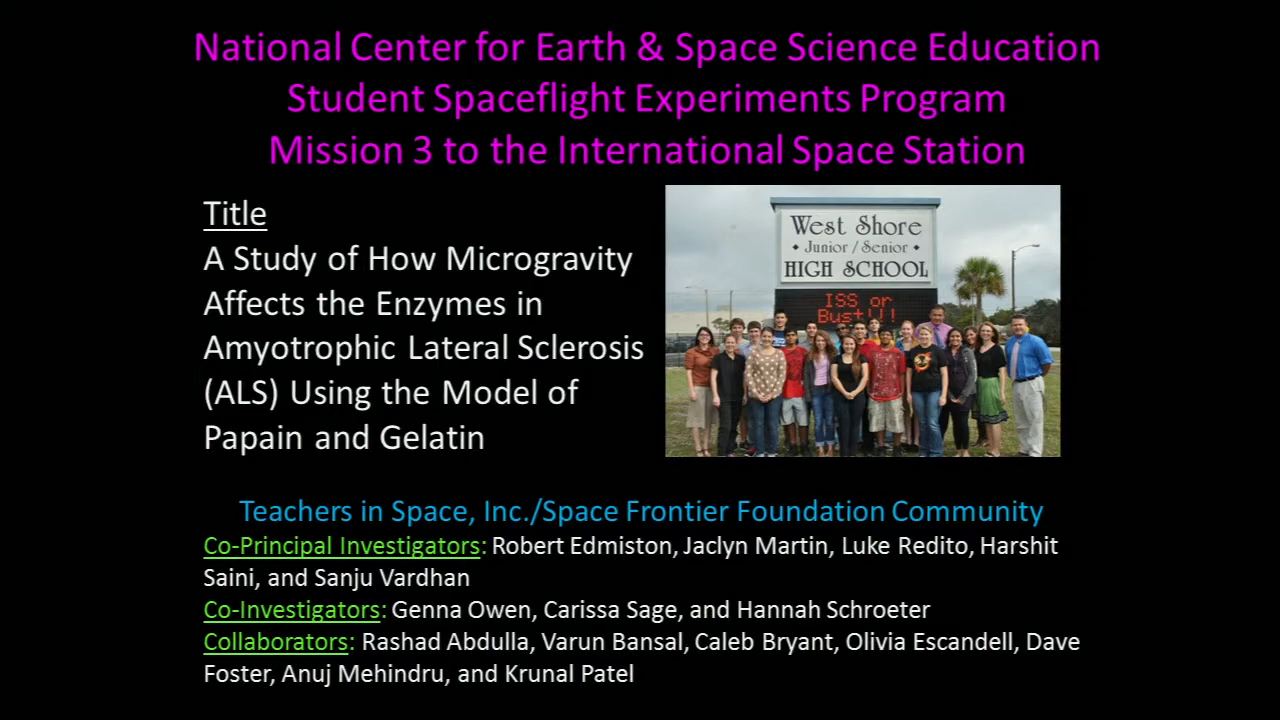 National Center for Earth & Space Science Education
Student Spaceflight Experiments Program
Mission 3 to the International Space Station
Title
A Study of How Microgravity
Affects the Enzymes in
Amyotrophic Lateral Sclerosis
(ALS) Using the Model of
Papain and Gelatin
West Shore
Junior / Senior
HIGH SCHOOL
ISS or
Bust!!!
Teachers in Space, Inc./Space Frontier Foundation Community
Co-Principal Investigators: Robert Edmiston, Jaclyn Martin, Luke Redito, Harshit
Saini, and Sanju Vardhan
Co-Investigators: Genna Owen, Carissa Sage, and Hannah Schroeter
Collaborators: Rashad Abdulla, Varun Bansal, Caleb Bryant, Olivia Escandell, Dave
Foster, Anuj Mehindru, and Krunal Patel